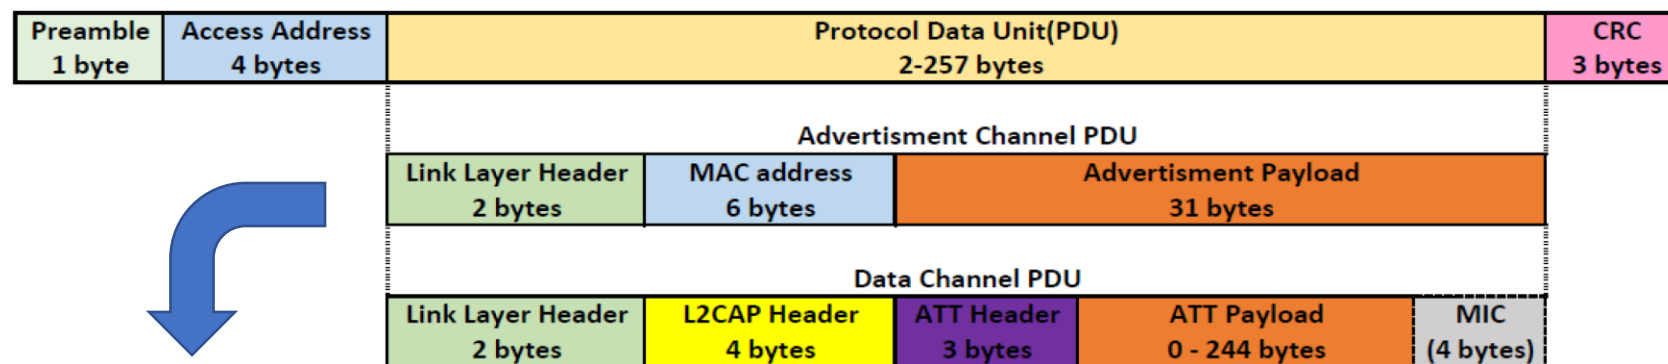 Preamble Access Address Protocol Data Unit(PDU) CRC
1 byte 4 bytes 2-257 bytes 3 bytes
Advertisment Channel PDU
Link Layer Header MAC address Advertisment Payload
2 bytes 6 bytes 31 bytes
Data Channel PDU
Link Layer Header L2CAP Header ATT Header ATT Payload MIC
2 bytes 4 bytes 3 bytes 0 - 244 bytes (4 bytes)